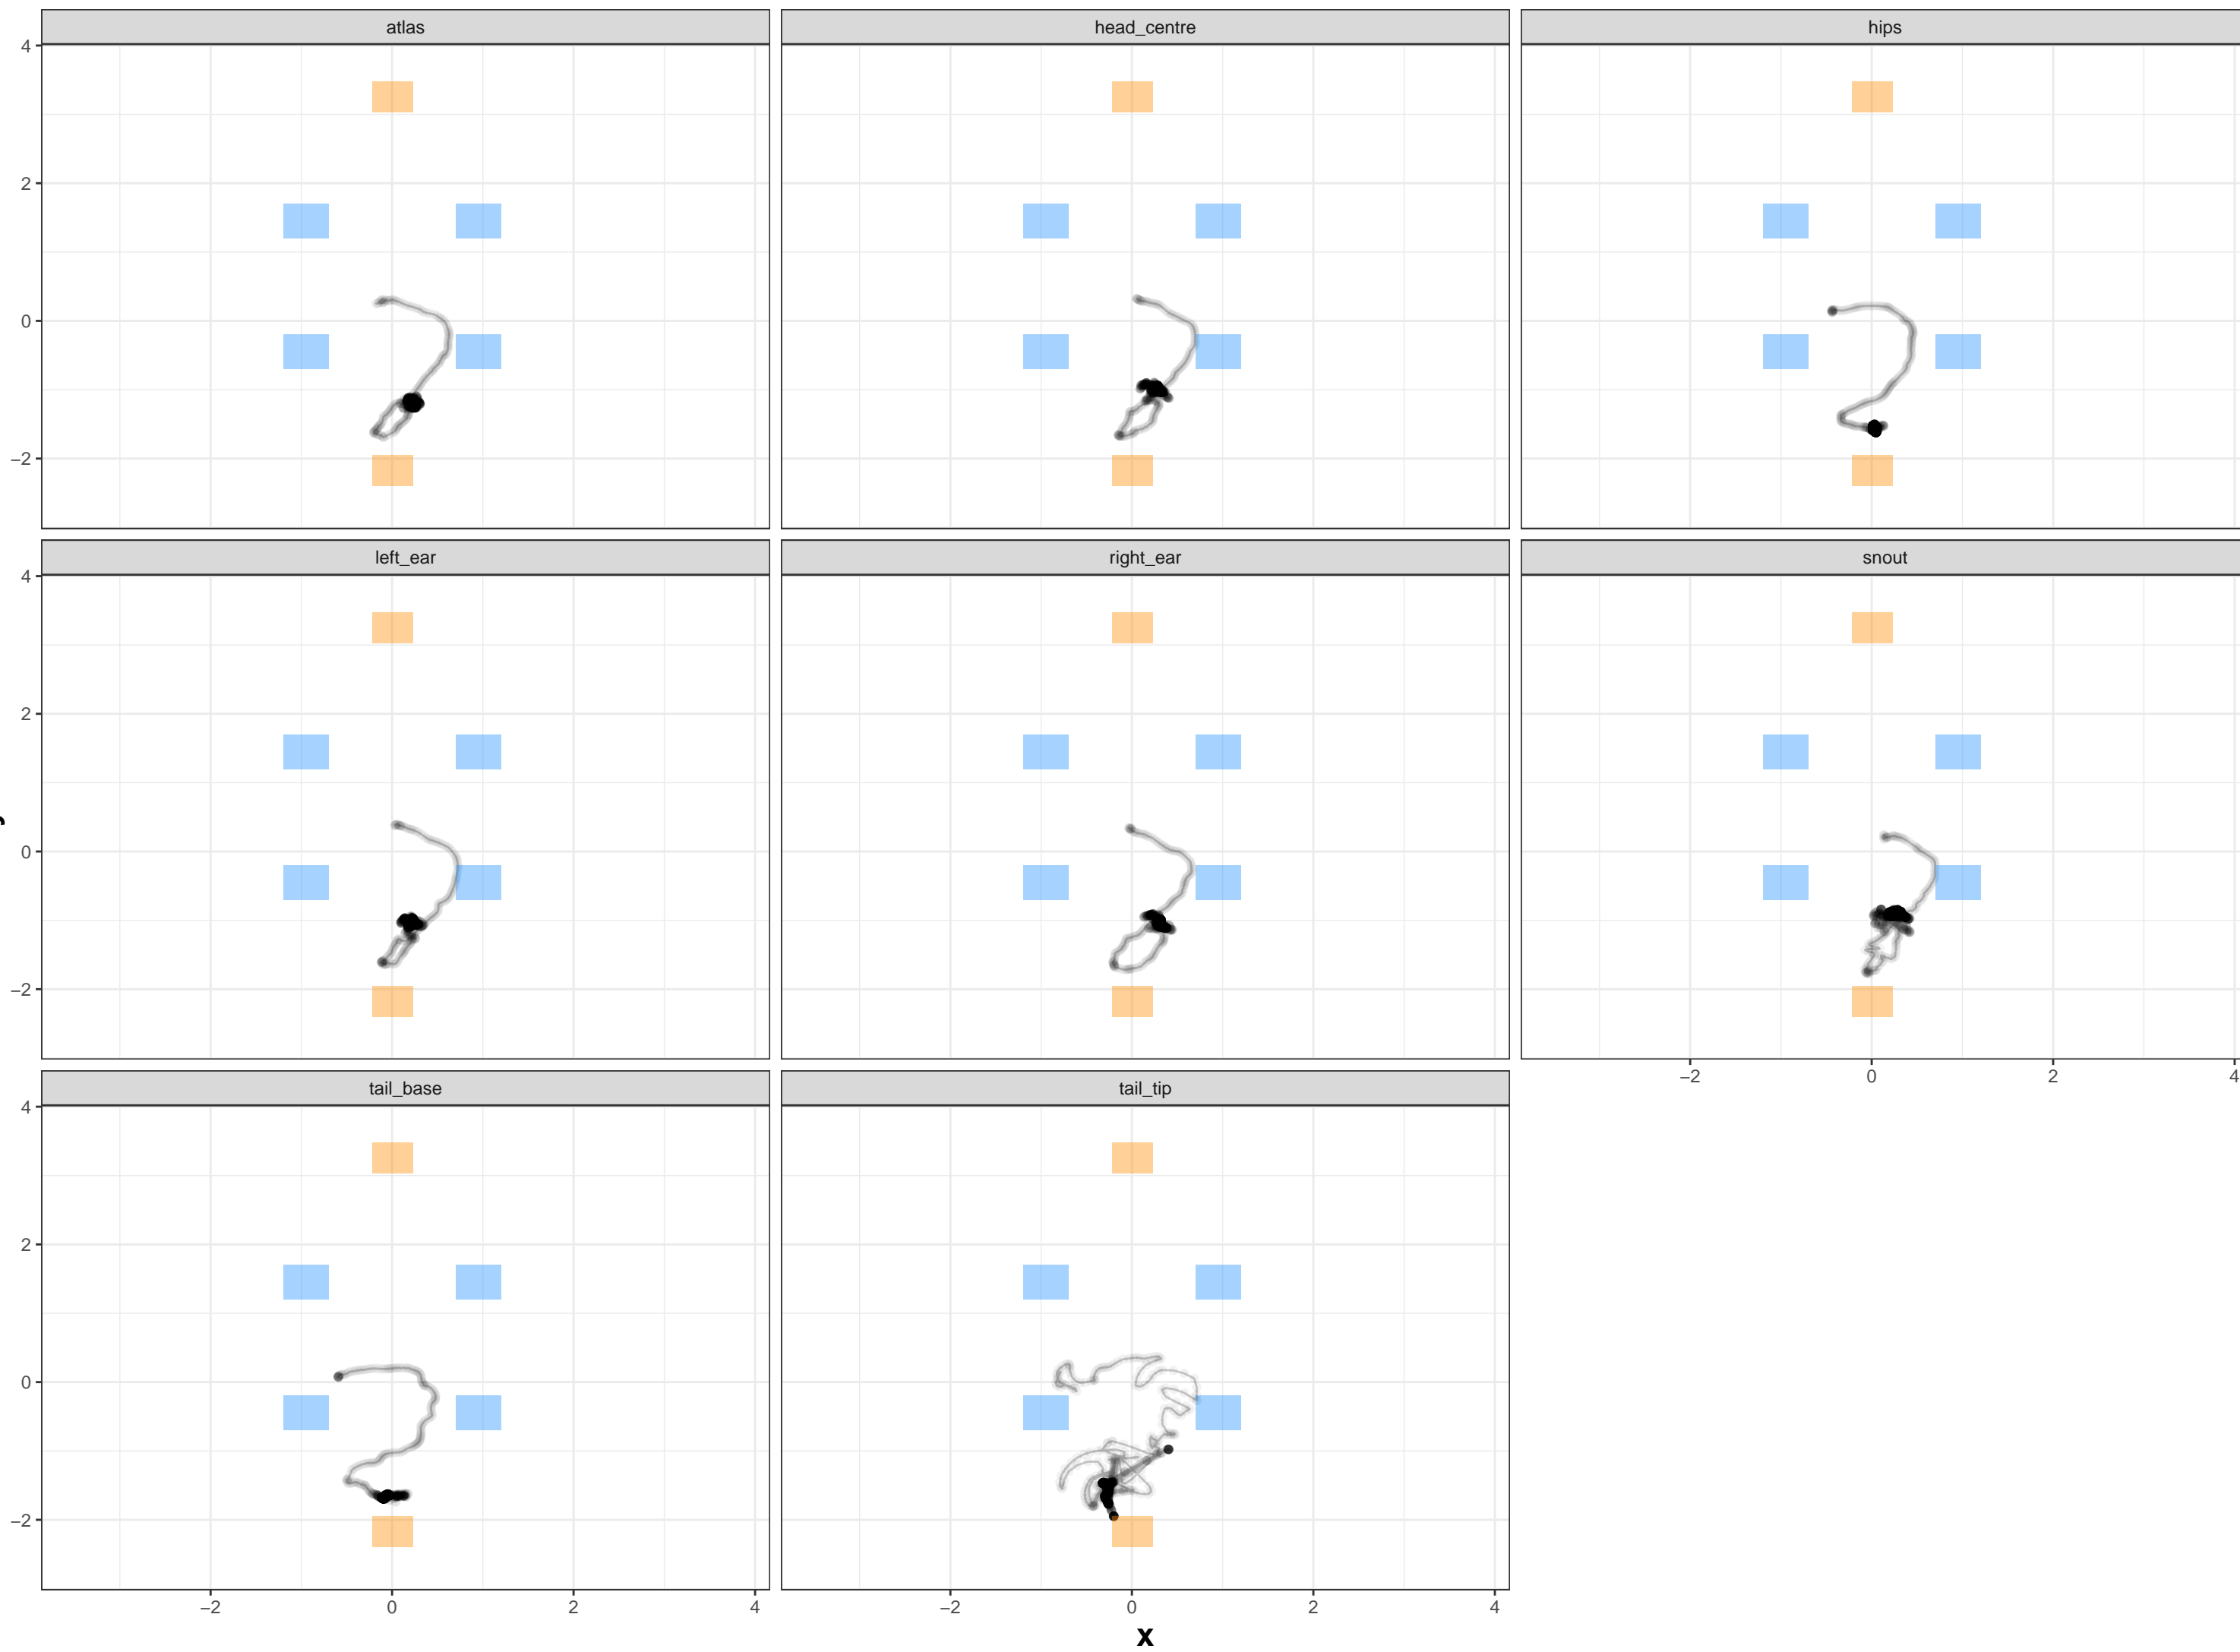 atlas head_centre hips
4
2
0
−2
left_ear right_ear snout
4
2
0
−2
−2 0 2 4
tail_base tail_tip
4
2
0
−2
−2 0 2 4 −2 0 2 4
x